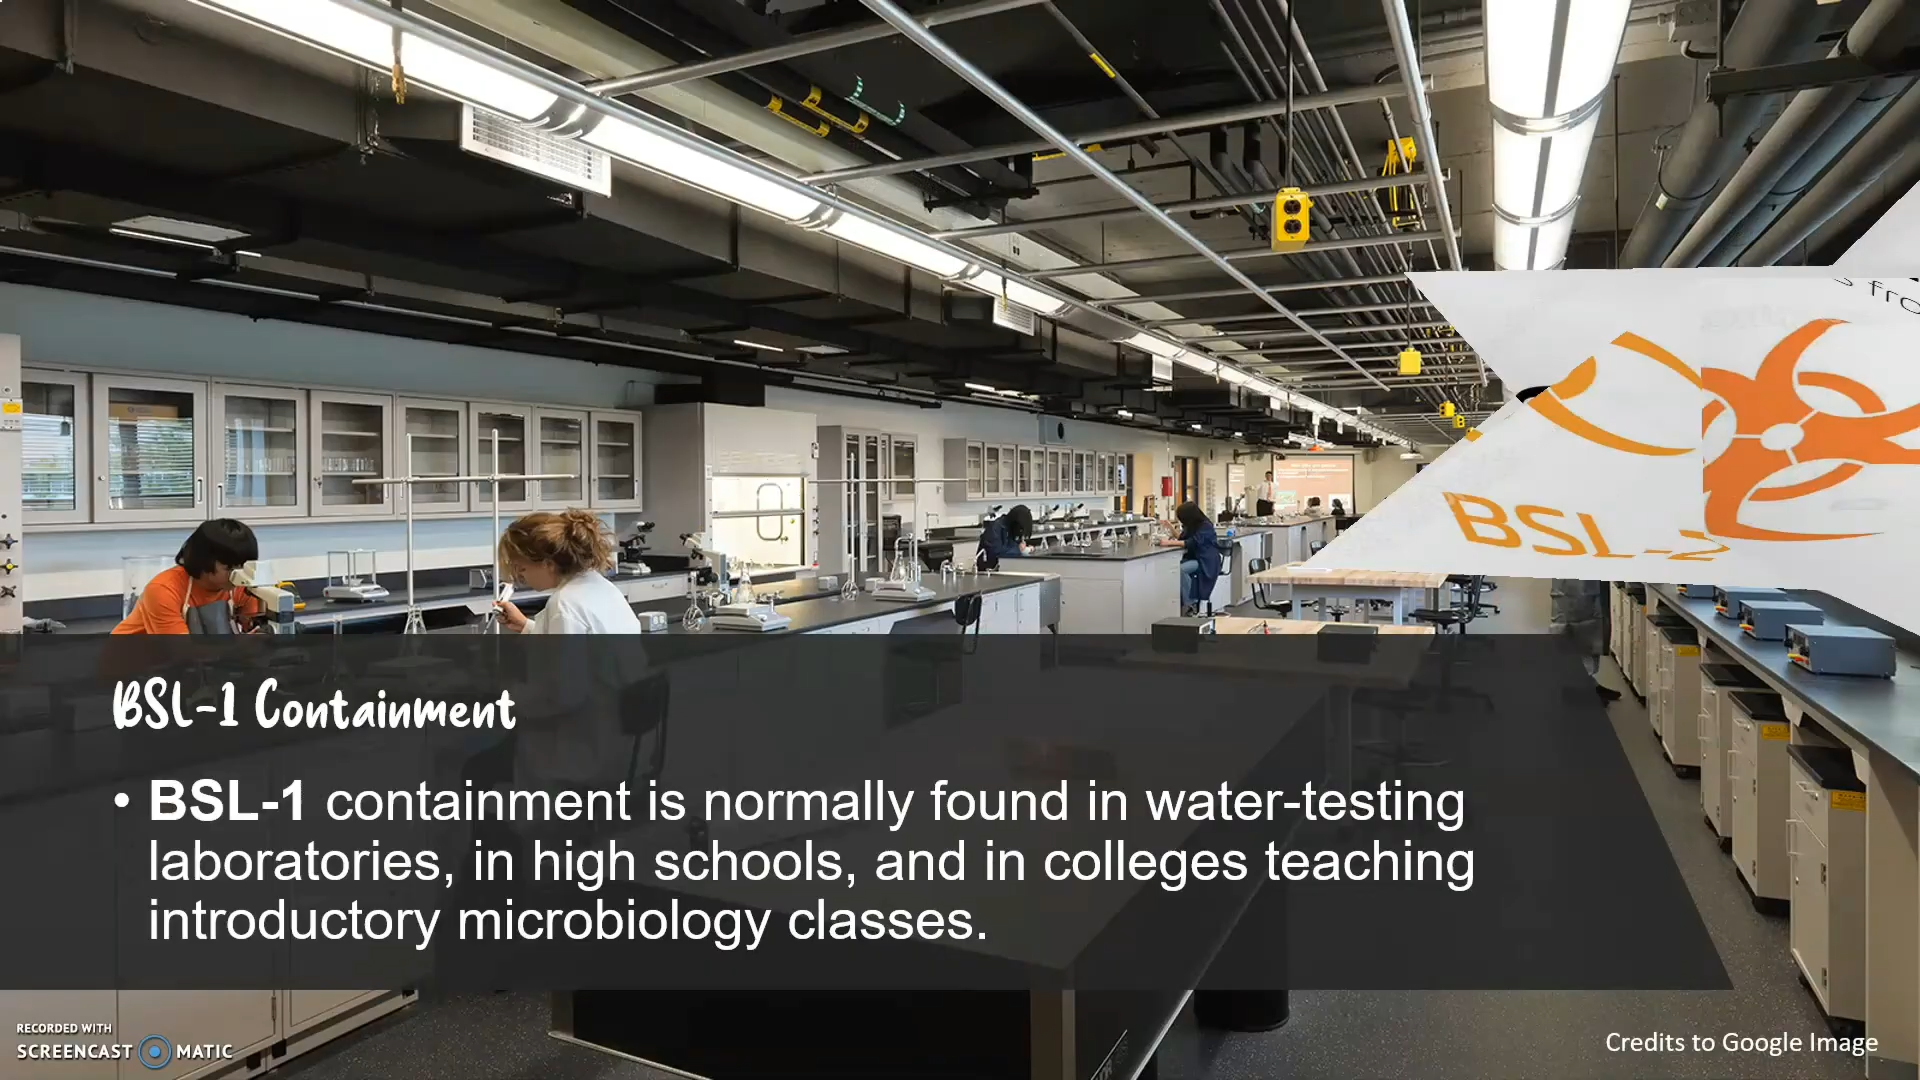 s fro
BSL-2
BSL-1 Containment
• BSL-1 containment is normally found in water-testing
laboratories, in high schools, and in colleges teaching
introductory microbiology classes.
RECORDED WITH
SCREENCAST MATIC
Credits to Google Image